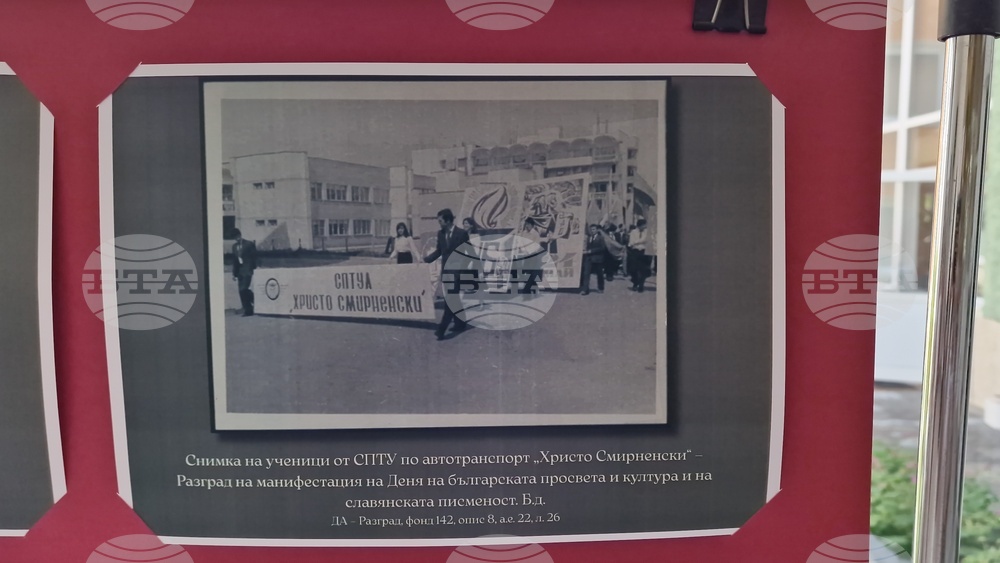 СПТУА
"ХРИСТО СМИРНЕНСКИ"
БТА
БТА
БТА
Снимка на ученици от СПТУ по автотранспорт „Христо Смирненски“ –
Разград на манифестация на Деня на българската просвета и култура и на
славянската писменост. Б.д.
ДА – Разград, фонд 142, опис 8, а.е. 22, л. 26